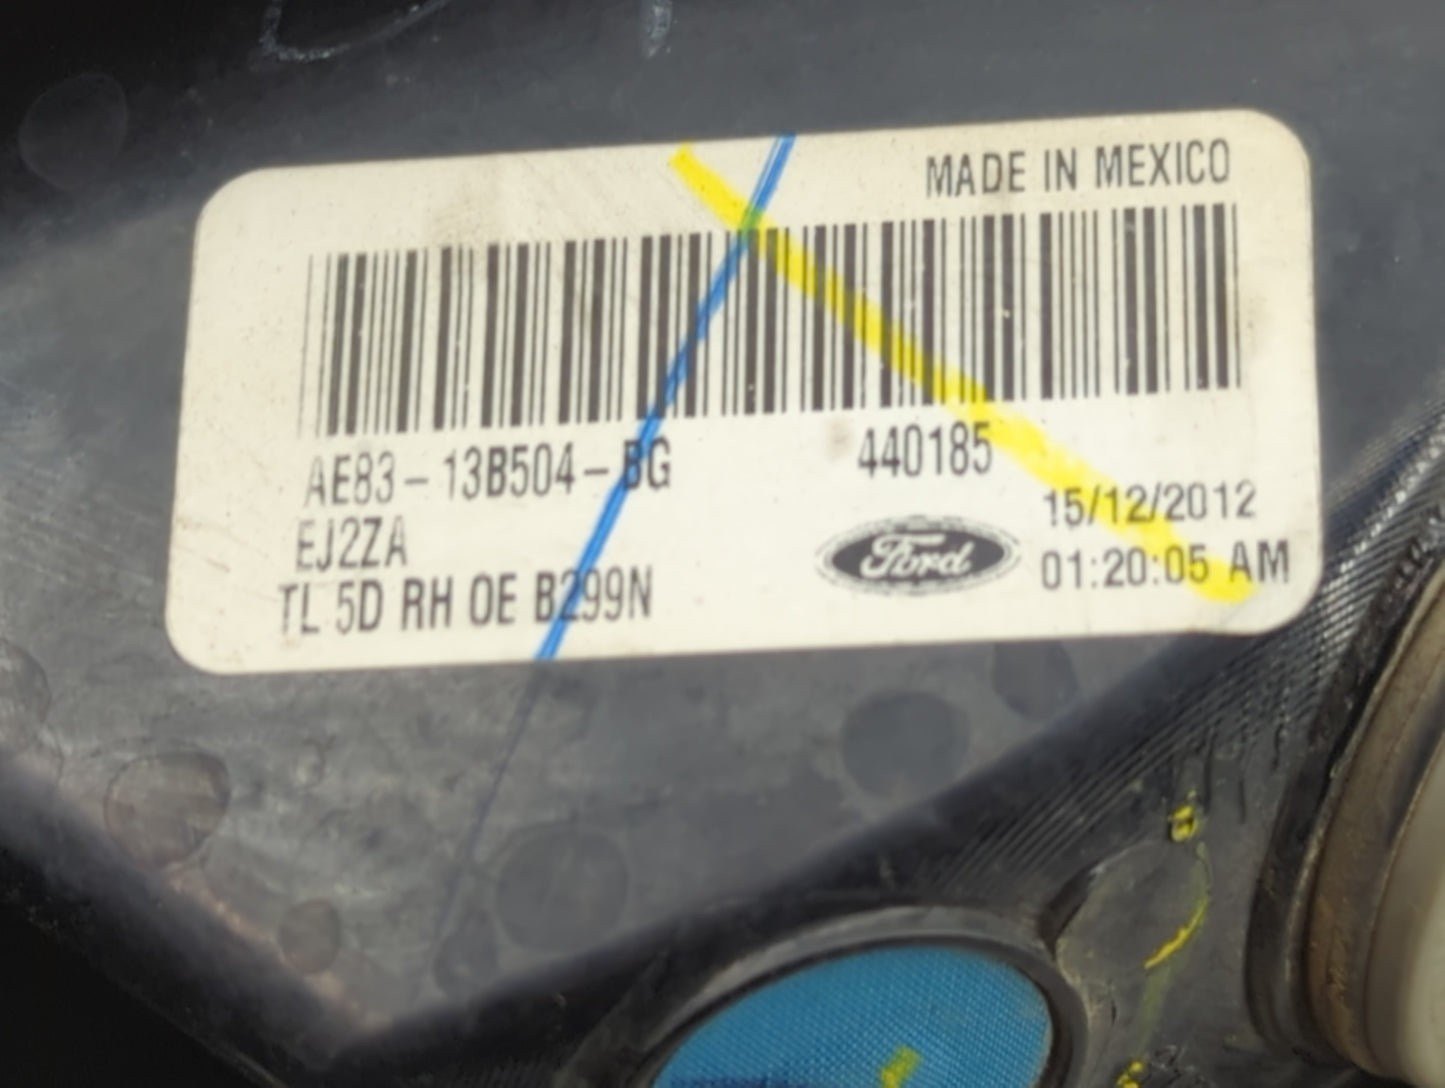 MADE IN MEXICO
AE83-13B504-BG
440185
EJ2ZA
15/12/2012
Ford
01:20:05 AM
TL 5D RH OE B299N